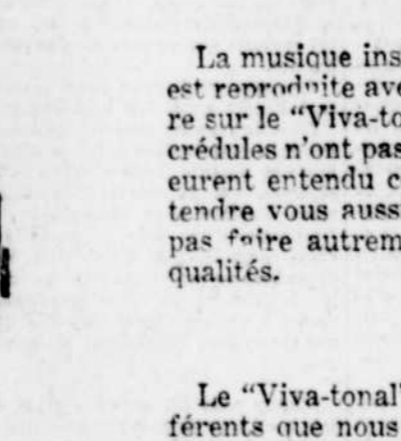 La musique ins
est reproduite ave
re sur le “Viva-to
crédules n'ont pas
eurent entendu c
tendre vous auss
pas faire autrem
qualités.
Le “Viva-tonal”
férents que nous